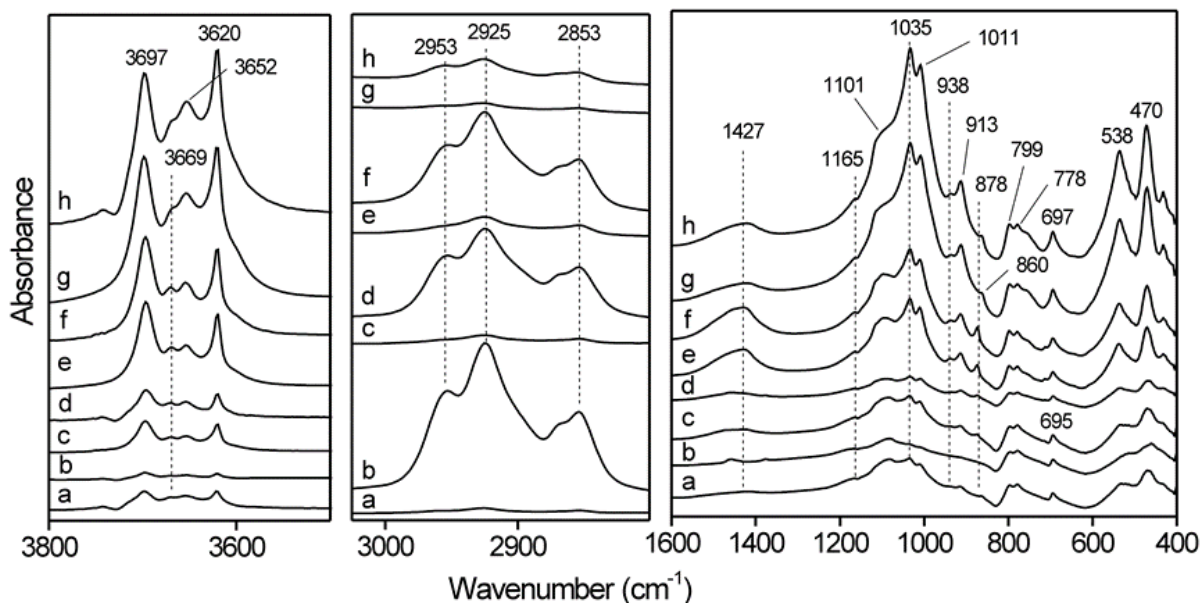 Absorbance
3697
3620
3652
3669
h
g
f
e
d
c
b
a
3800
3600
2953
2925
2853
h
g
f
e
d
c
b
a
3000
2900
1035
1011
1101
938
913
1427
1165
878
799
778
697
538
470
860
695
h
g
f
e
d
c
b
a
1600
1400
1200
1000
800
600
400
Wavenumber (cm⁻¹)